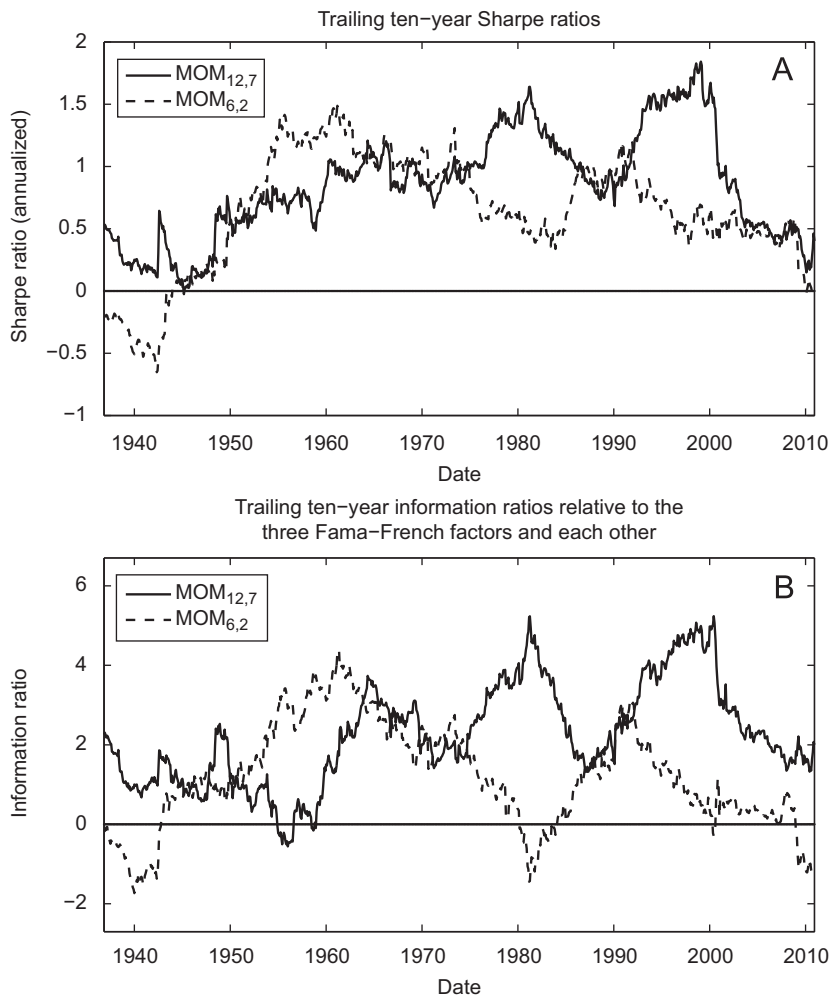 Trailing ten−year Sharpe ratios
2
1.5
1
0.5
0
−0.5
−1
Sharpe ratio (annualized)
MOM12,7
MOM6,2
A
1940 1950 1960 1970 1980 1990 2000 2010
Date
Trailing ten−year information ratios relative to the
three Fama−French factors and each other
6
4
2
0
−2
Information ratio
MOM12,7
MOM6,2
B
1940 1950 1960 1970 1980 1990 2000 2010
Date